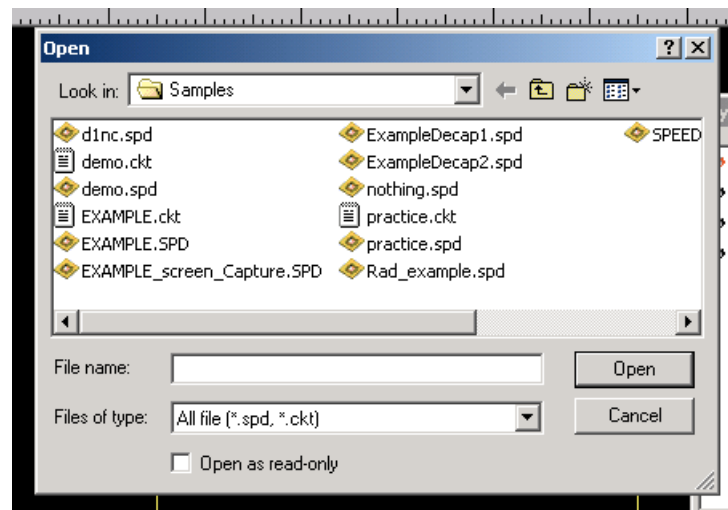 Open
Look in: Samples
d1nc.spd
demo.ckt
demo.spd
EXAMPLE.ckt
EXAMPLE.SPD
EXAMPLE_screen_Capture.SPD
ExampleDecap1.spd
ExampleDecap2.spd
nothing.spd
practice.ckt
practice.spd
Rad_example.spd
SPEED
File name:
Open
Files of type: All file (*.spd, *.ckt)
Cancel
Open as read-only